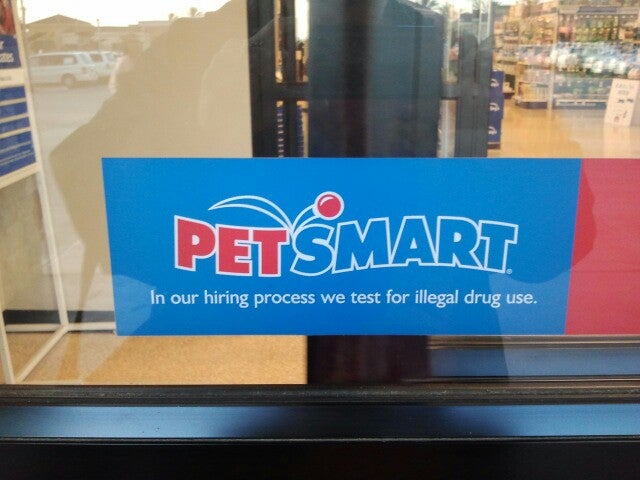 PETSMART
In our hiring process we test for illegal drug use.